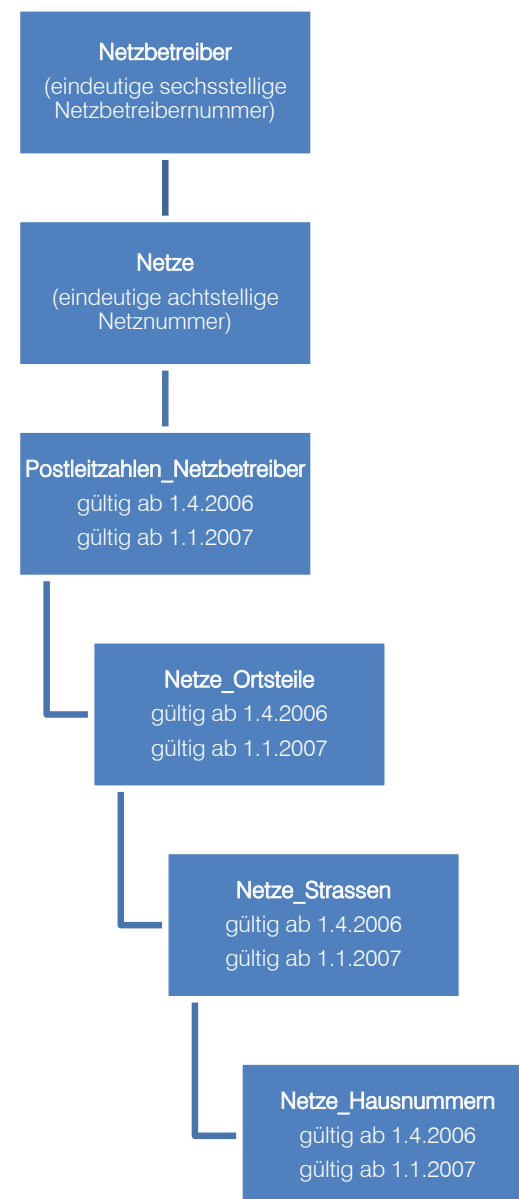 Netzbetreiber
(eindeutige sechsstellige
Netzbetreibernummer)
Netze
(eindeutige achtstellige
Netznummer)
Postleitzahlen_Netzbetreiber
gültig ab 1.4.2006
gültig ab 1.1.2007
Netze_Ortsteile
gültig ab 1.4.2006
gültig ab 1.1.2007
Netze_Strassen
gültig ab 1.4.2006
gültig ab 1.1.2007
Netze_Hausnummern
gültig ab 1.4.2006
gültig ab 1.1.2007